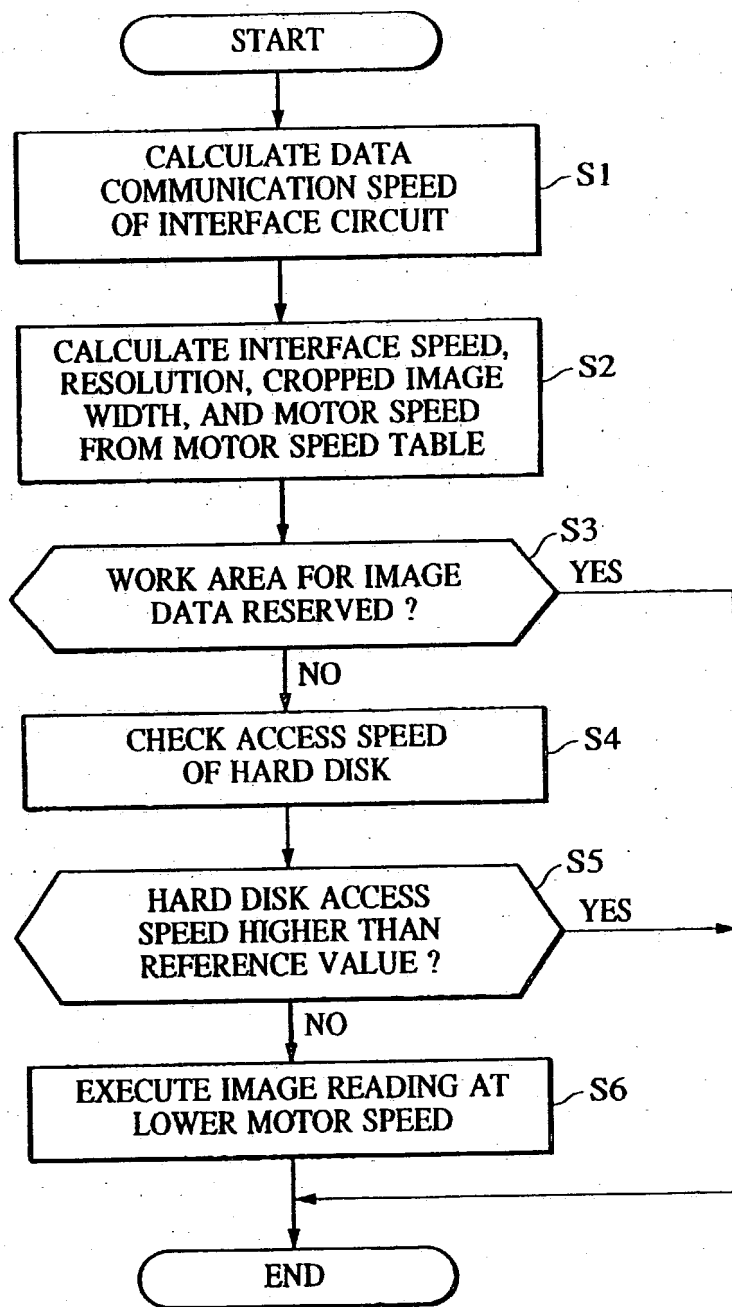 START
CALCULATE DATA
COMMUNICATION SPEED
OF INTERFACE CIRCUIT
S1
CALCULATE INTERFACE SPEED,
RESOLUTION, CROPPED IMAGE
WIDTH, AND MOTOR SPEED
FROM MOTOR SPEED TABLE
S2
S3
WORK AREA FOR IMAGE
DATA RESERVED ?
YES
NO
CHECK ACCESS SPEED
OF HARD DISK
S4
S5
HARD DISK ACCESS
SPEED HIGHER THAN
REFERENCE VALUE ?
YES
NO
EXECUTE IMAGE READING AT
LOWER MOTOR SPEED
S6
END